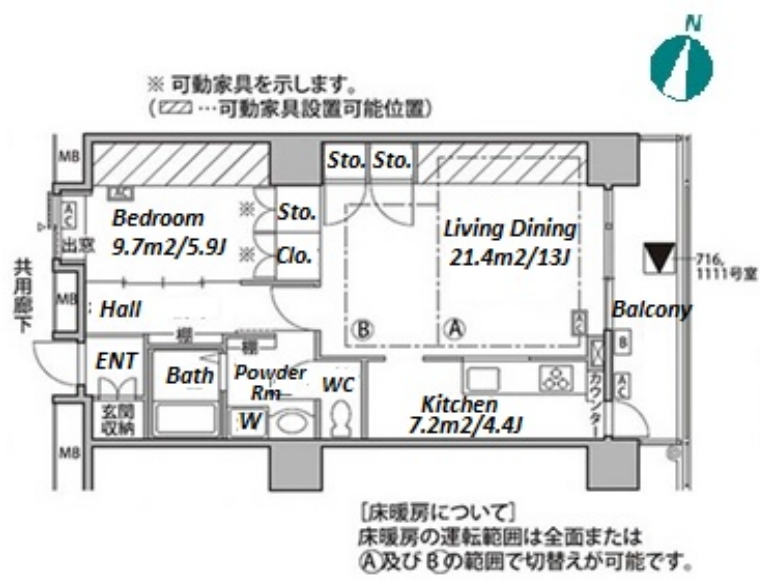 N
※ 可動家具を示します。
(…可動家具設置可能位置)
MB
Sto. Sto.
AC
AC
Bedroom
9.7m2/5.9J
出窓
※
※
Sto.
Clo.
Living Dining
21.4m2/13J
716,
1111号室
共用廊下
MB
Hall
Balcony
棚
棚
B
A
AC
B
AC
ENT
Bath
Powder
Rm
WC
カウンター
Kitchen
7.2m2/4.4J
玄関
収納
W
MB
[床暖房について]
床暖房の運転範囲は全面または
Ⓐ及びⒷの範囲で切替えが可能です。